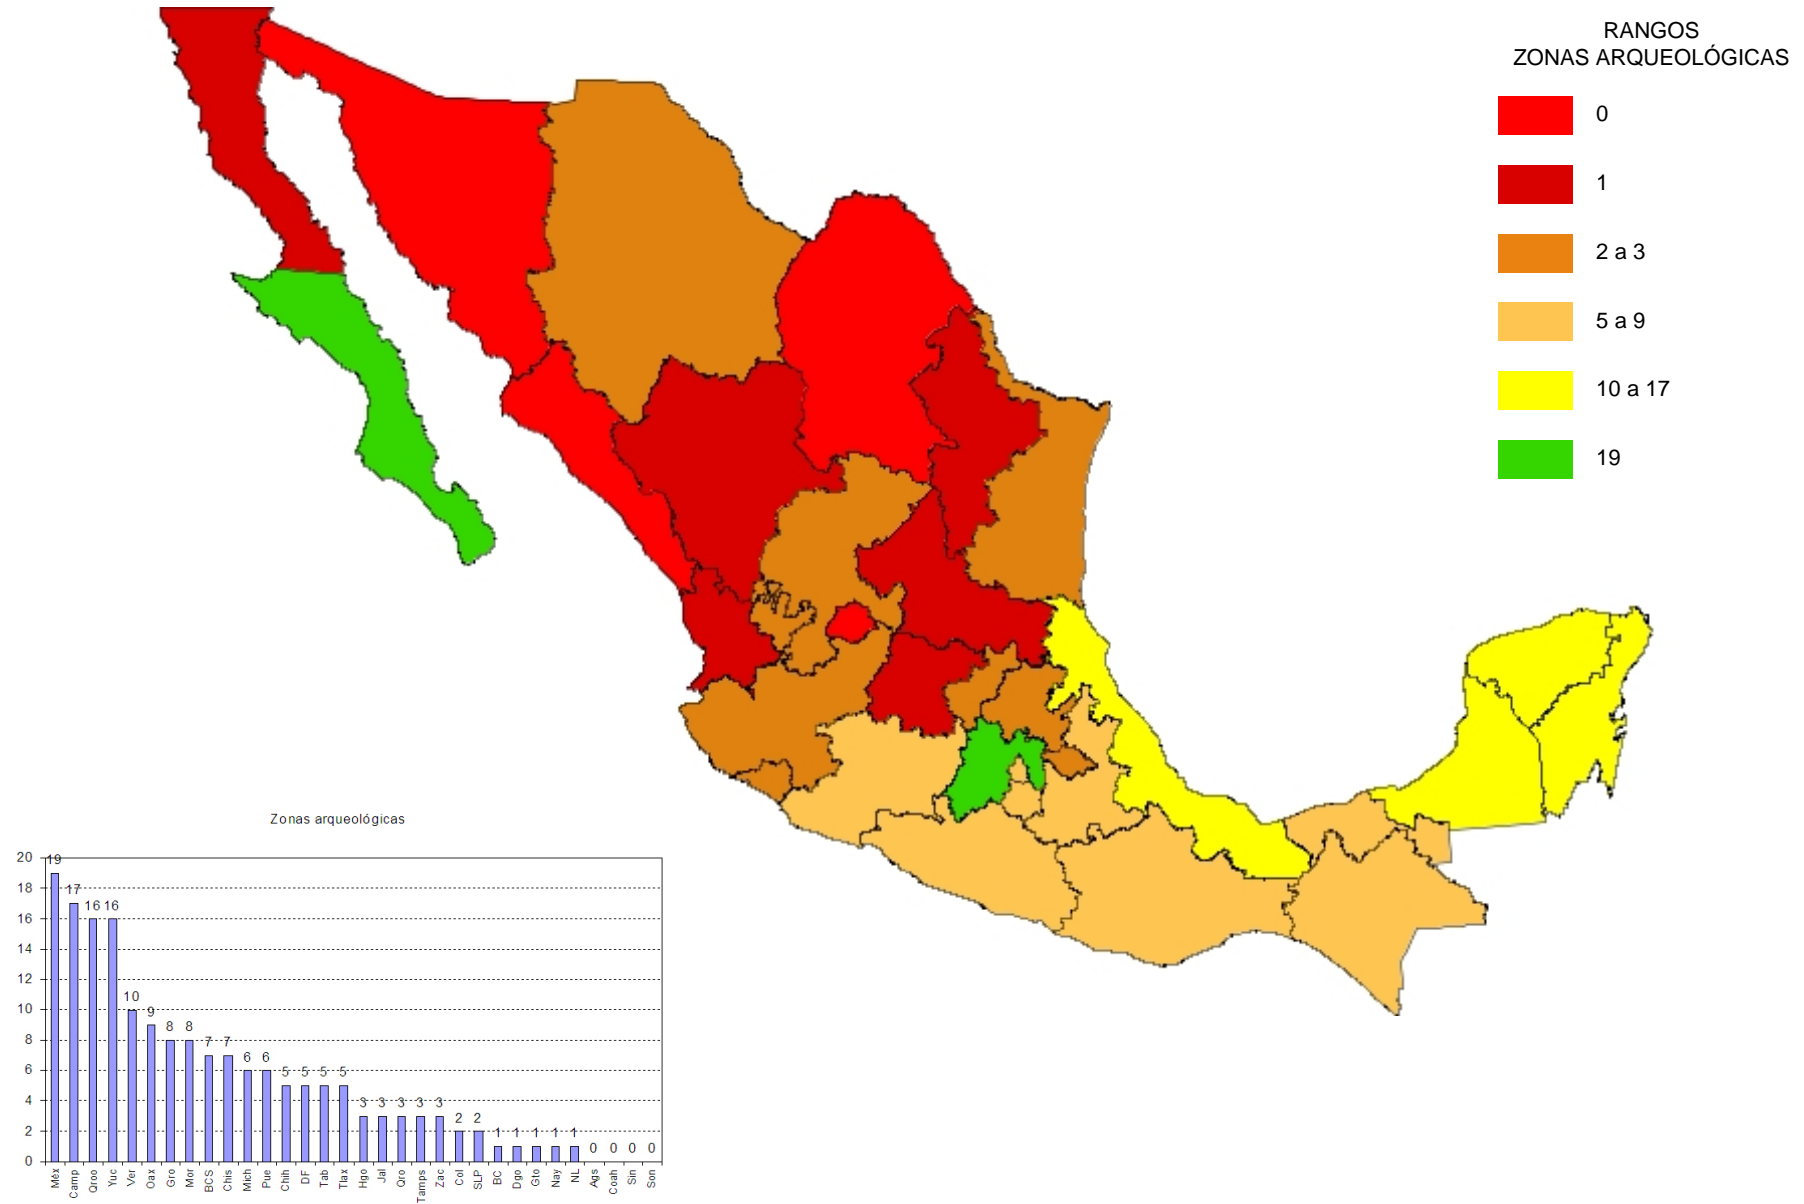 RANGOS
ZONAS ARQUEOLÓGICAS
0
1
2 a 3
5 a 9
10 a 17
19
Zonas arqueológicas
20
18
16
14
12
10
8
6
4
2
0
19
17
16
16
10
9
8
8
7
7
6
6
5
5
5
5
3
3
3
3
3
2
2
1
1
1
1
1
0
0
0
0
Méx
Camp
Qroo
Yuc
Ver
Oax
Gro
Mor
BCS
Chis
Mich
Pue
Chih
DF
Tab
Tlax
Hgo
Jal
Qro
Tamps
Zac
Col
SLP
BC
Dgo
Gto
Nay
NL
Ags
Coah
Sin
Son